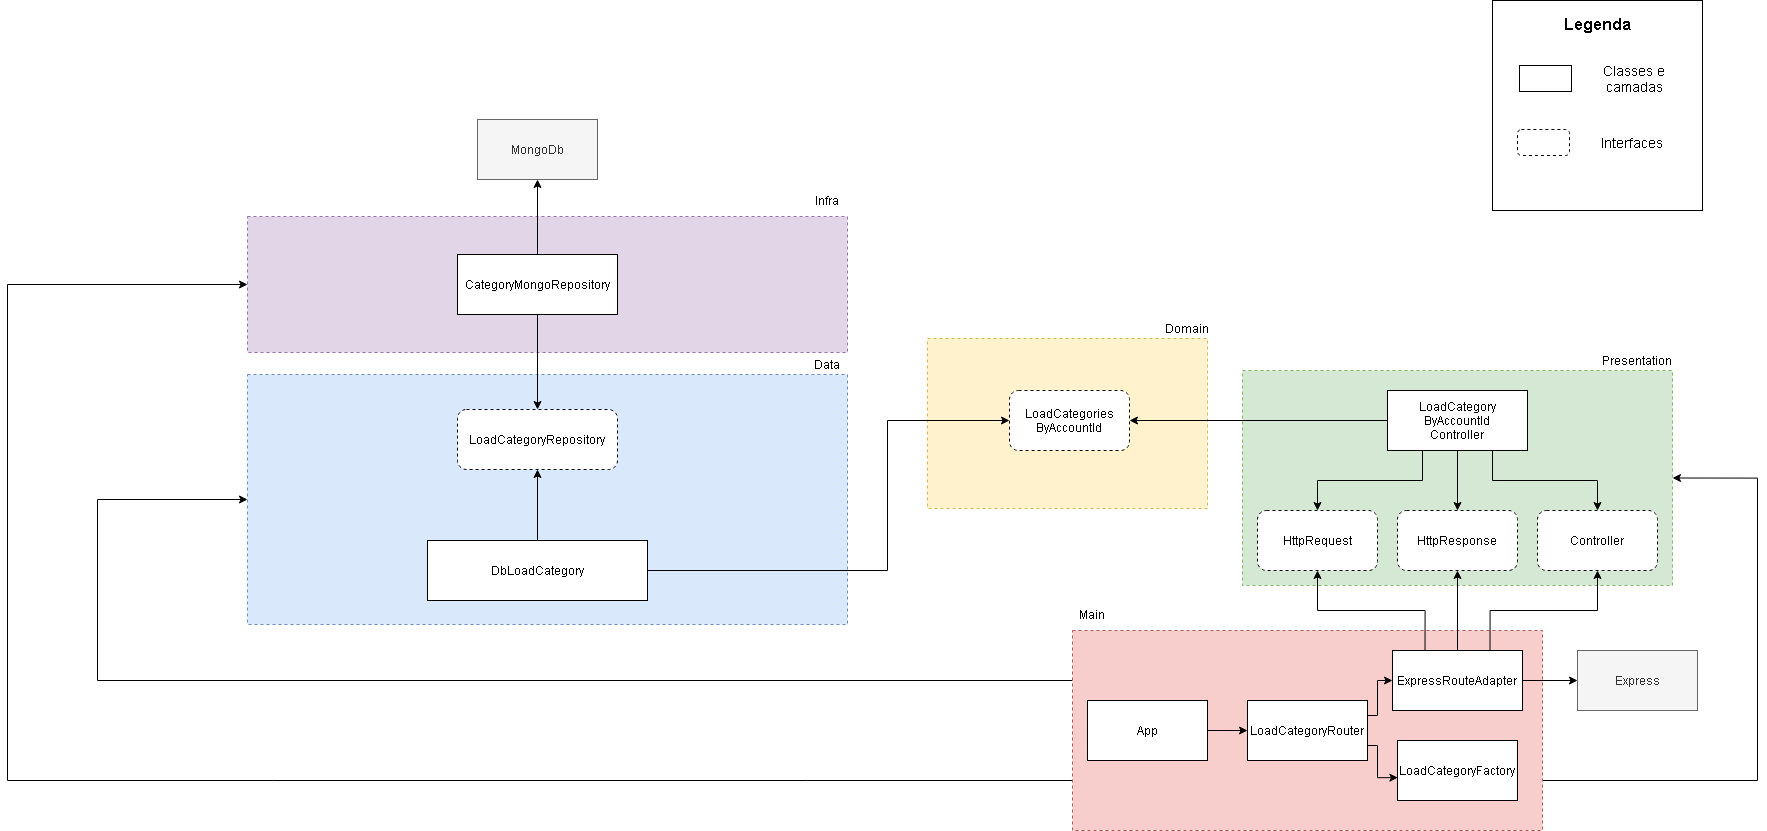 Legenda
Classes e
camadas
Interfaces
MongoDb
Infra
CategoryMongoRepository
Data
LoadCategoryRepository
DbLoadCategory
Domain
LoadCategories
ByAccountId
Presentation
LoadCategory
ByAccountId
Controller
HttpRequest
HttpResponse
Controller
Main
App
LoadCategoryRouter
ExpressRouteAdapter
LoadCategoryFactory
Express